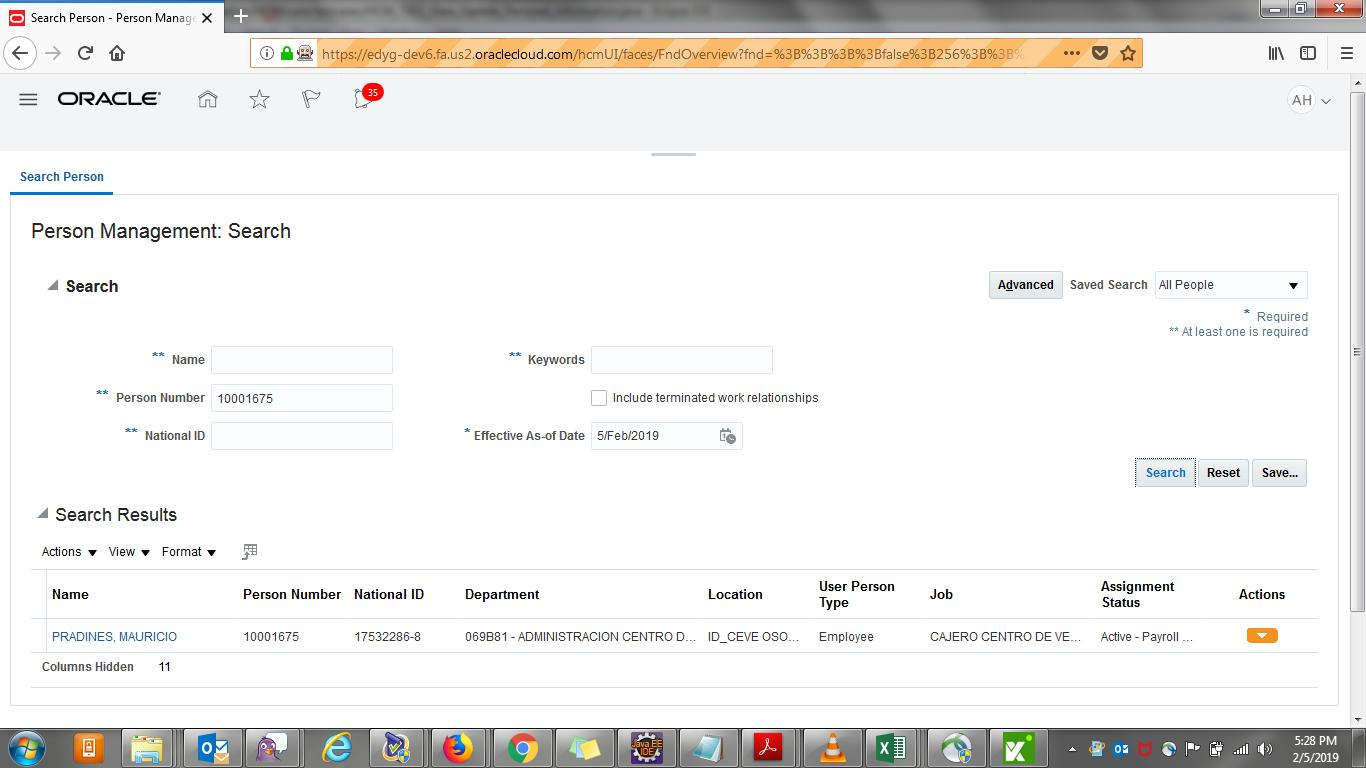 Search Person - Person Manage
https://edyg-dev6.fa.us2.oraclecloud.com/hcmUI/faces/FndOverview?fnd=%3B%3B%3B%3Bfalse%3B256%3B%3B%
ORACLE
35
AH
Search Person
Person Management: Search
Search
Advanced Saved Search All People
* Required
** At least one is required
** Name ** Keywords
** Person Number 10001675 Include terminated work relationships
** National ID * Effective As-of Date 5/Feb/2019
Search Reset Save...
Search Results
Actions View Format
Name Person Number National ID Department Location User Person Type Job Assignment Status Actions
PRADINES, MAURICIO 10001675 17532286-8 069B81 - ADMINISTRACION CENTRO D... ID_CEVE OSO... Employee CAJERO CENTRO DE VE... Active - Payroll ...
Columns Hidden 11
Java EE
IDE
5:28 PM
2/5/2019